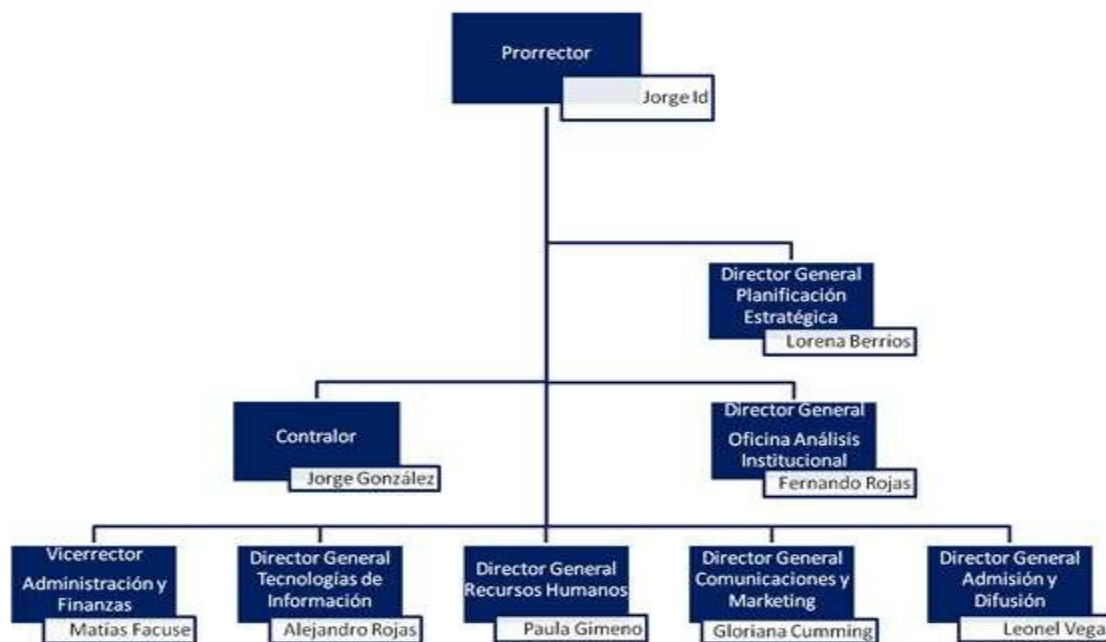 Prorrector
Jorge Id
Director General
Planificación
Estratégica
Lorena Berrios
Contralor
Jorge González
Director General
Oficina Análisis
Institucional
Fernando Rojas
Vicerrector
Administración y
Finanzas
Matías Facuse
Director General
Tecnologías de
Información
Alejandro Rojas
Director General
Recursos Humanos
Paula Gimeno
Director General
Comunicaciones y
Marketing
Gloriana Cumming
Director General
Admisión y
Difusión
Leonel Vega